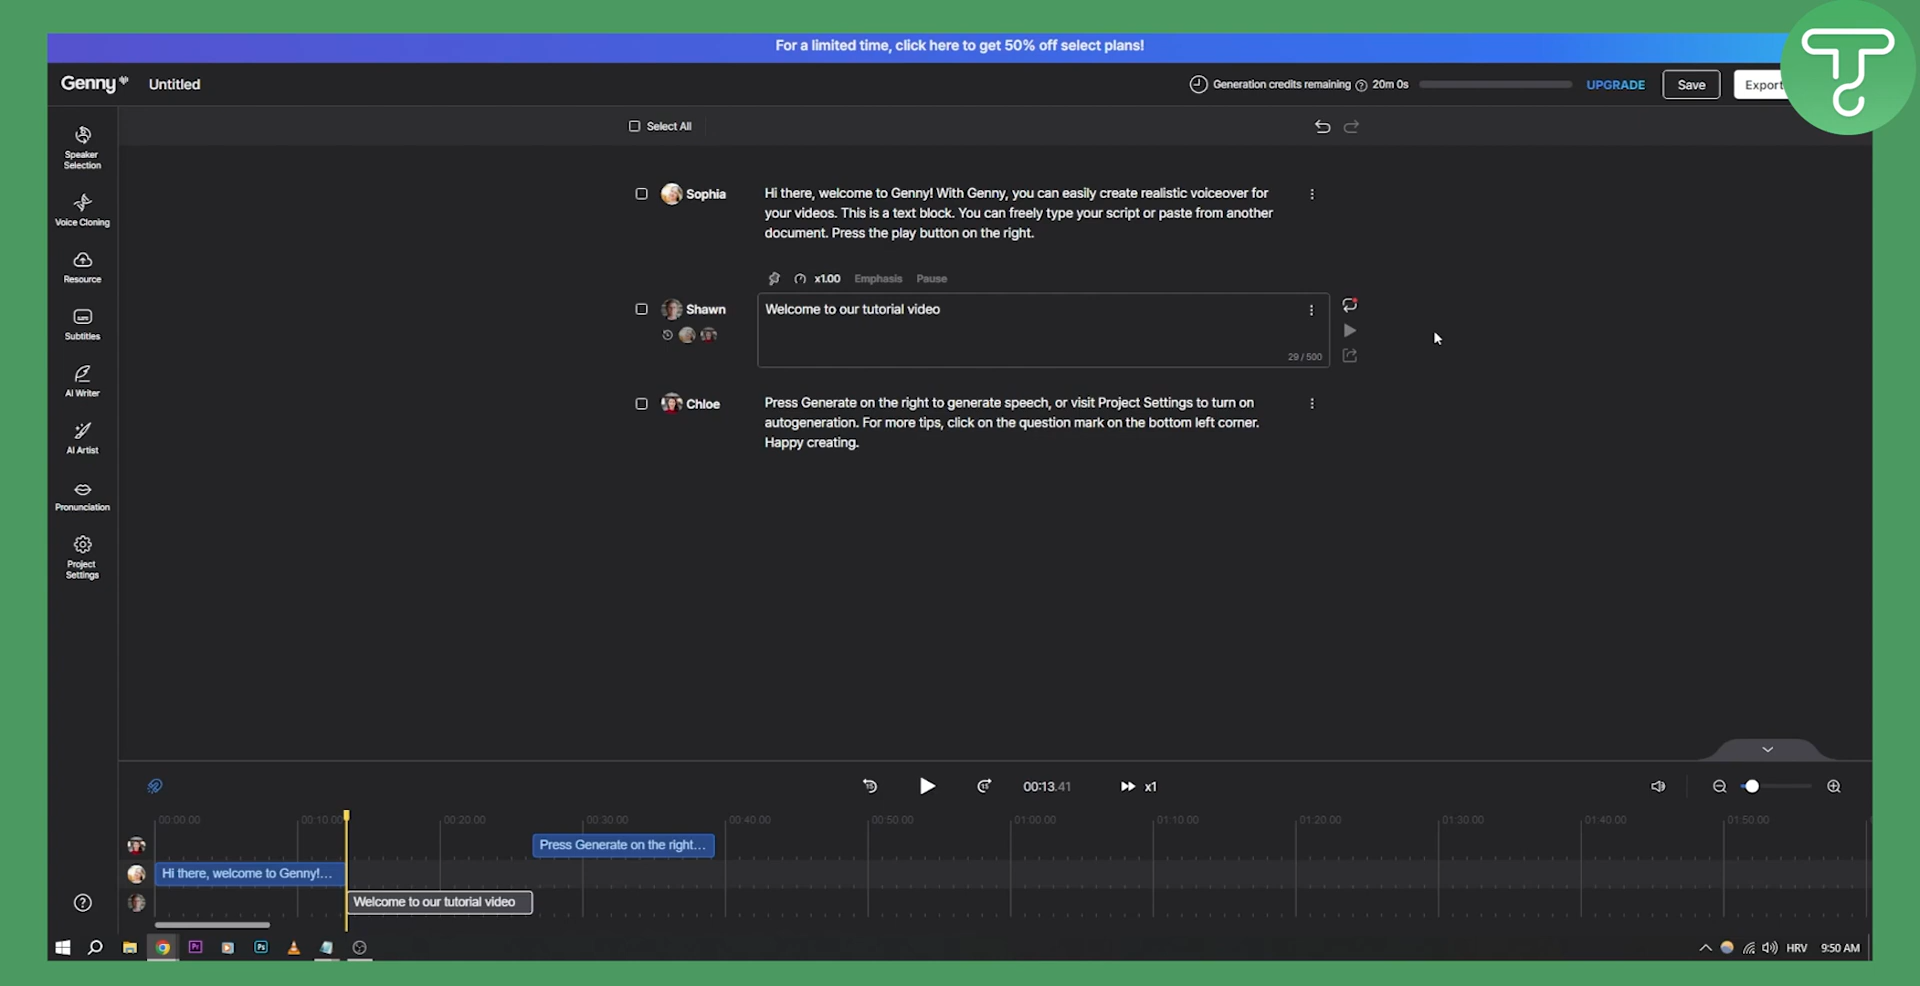 For a limited time, click here to get 50% off select plans!
Genny
Untitled
Generation credits remaining
20m 0s
UPGRADE
Save
Export
Select All
Speaker
Selection
Voice Cloning
Resource
Subtitles
AI Writer
AI Artist
Pronunciation
Project
Settings
Sophia
Hi there, welcome to Genny! With Genny, you can easily create realistic voiceover for
your videos. This is a text block. You can freely type your script or paste from another
document. Press the play button on the right.
x1.00
Emphasis
Pause
Shawn
Welcome to our tutorial video
29 / 500
Chloe
Press Generate on the right to generate speech, or visit Project Settings to turn on
autogeneration. For more tips, click on the question mark on the bottom left corner.
Happy creating.
00:13.41
x1
00:00.00
00:10.00
00:20.00
00:30.00
00:40.00
00:50.00
01:00.00
01:10.00
01:20.00
01:30.00
01:40.00
01:50.00
Press Generate on the right...
Hi there, welcome to Genny!...
Welcome to our tutorial video
Pr
Ps
HRV
9:50 AM